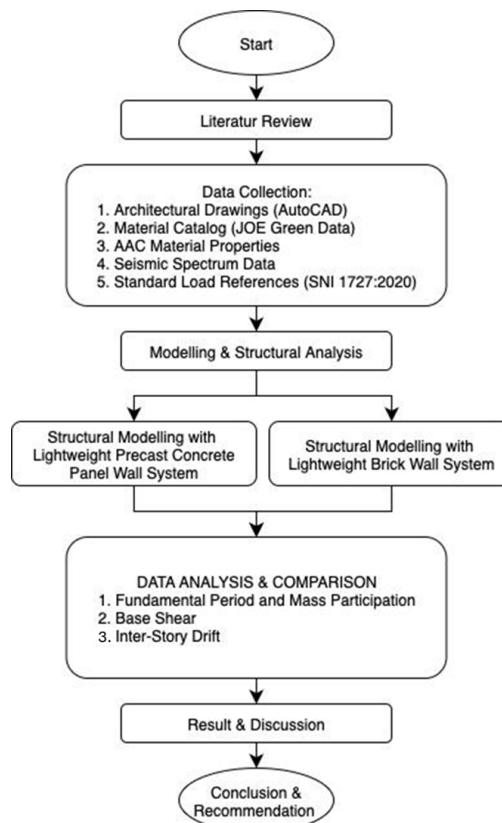 Start
Literatur Review
Data Collection:
1. Architectural Drawings (AutoCAD)
2. Material Catalog (JOE Green Data)
3. AAC Material Properties
4. Seismic Spectrum Data
5. Standard Load References (SNI 1727:2020)
Modelling & Structural Analysis
Structural Modelling with
Lightweight Precast Concrete
Panel Wall System
Structural Modelling with
Lightweight Brick Wall System
DATA ANALYSIS & COMPARISON
1. Fundamental Period and Mass Participation
2. Base Shear
3. Inter-Story Drift
Result & Discussion
Conclusion &
Recommendation